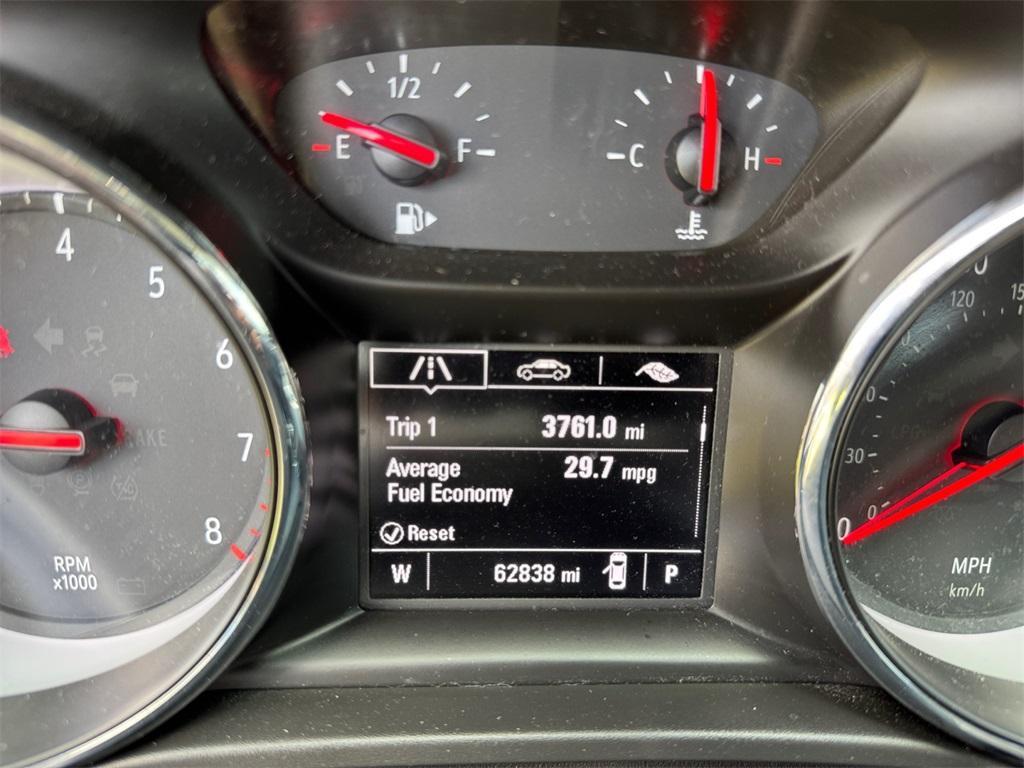 1/2
E F
C H
4
5
6
7
8
RPM
x1000
Trip 1 3761.0 mi
Average 29.7 mpg
Fuel Economy
Reset
W 62838 mi P
120
30
0
0
MPH
km/h